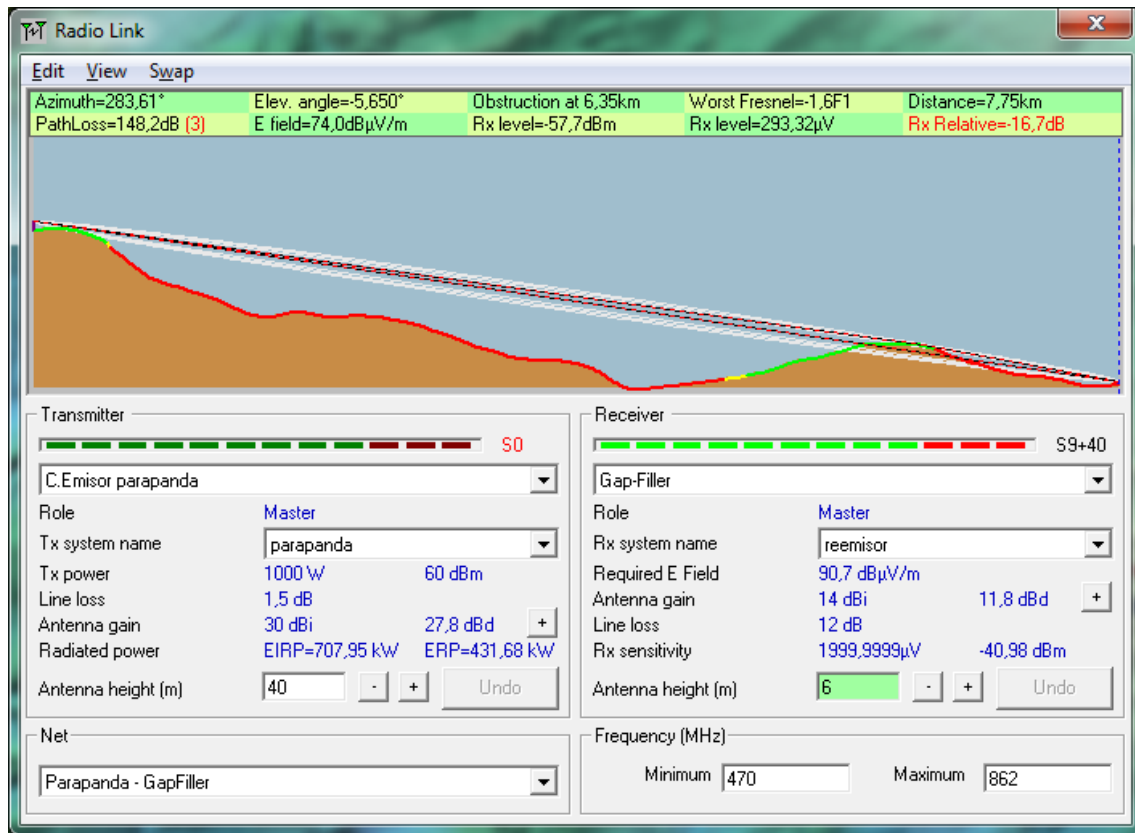 Radio Link
Edit View Swap
Azimuth=283,61° Elev. angle=-5,650° Obstruction at 6,35km Worst Fresnel=-1,6F1 Distance=7,75km
PathLoss=148,2dB (3) E field=74,0dBµV/m Rx level=-57,7dBm Rx level=293,32µV Rx Relative=-16,7dB
Transmitter
S0
C.Emisor parapanda
Role Master
Tx system name parapanda
Tx power 1000 W 60 dBm
Line loss 1,5 dB
Antenna gain 30 dBi 27,8 dBd +
Radiated power EIRP=707,95 kW ERP=431,68 kW
Antenna height (m) 40 - + Undo
Net
Parapanda - GapFiller
Receiver
S9+40
Gap-Filler
Role Master
Rx system name reemisor
Required E Field 90,7 dBµV/m
Antenna gain 14 dBi 11,8 dBd +
Line loss 12 dB
Rx sensitivity 1999,9999µV -40,98 dBm
Antenna height (m) 6 - + Undo
Frequency (MHz)
Minimum 470 Maximum 862